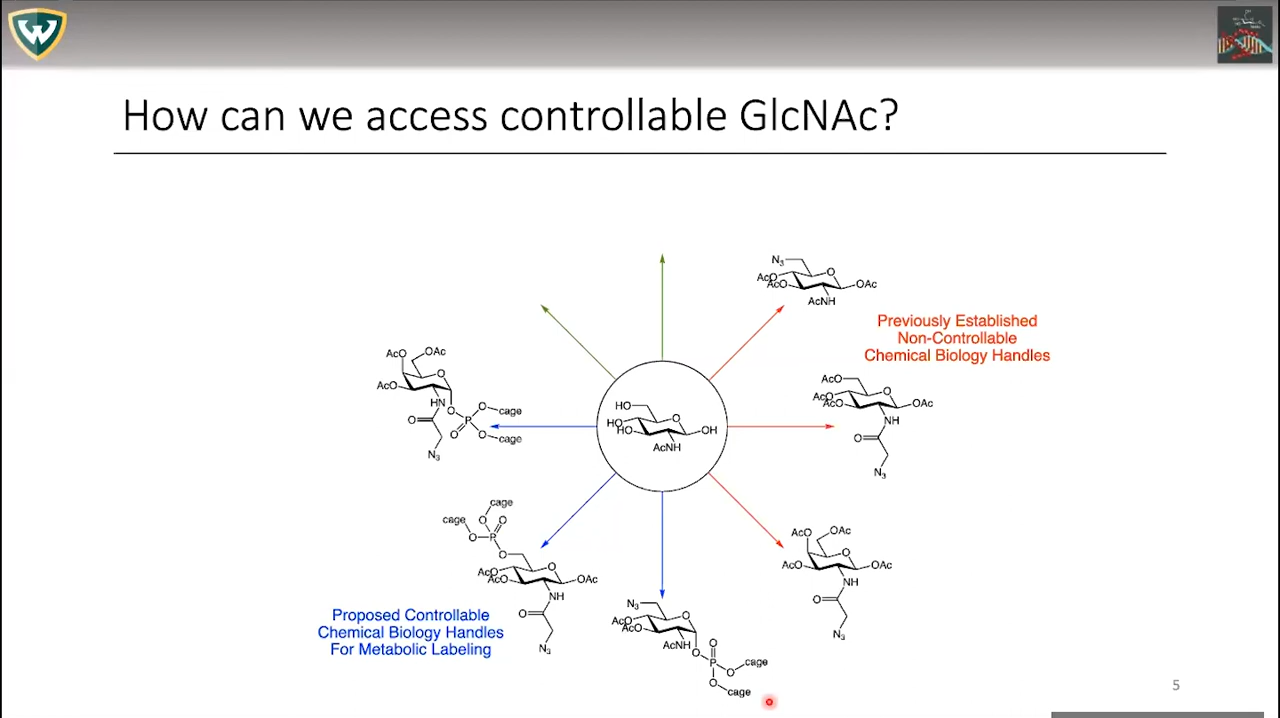 How can we access controllable GlcNAc?
N3
O
AcO
AcO
OAc
AcHN
Previously Established
Non-Controllable
Chemical Biology Handles
AcO
OAc
AcO
O
HN
O
O
N3
O
P
O
O
cage
cage
HO
HO
HO
O
OH
AcNH
AcO
AcO
AcO
O
OAc
NH
O
N3
cage
cage
O
O
O
P
O
AcO
AcO
O
OAc
NH
O
N3
AcO
OAc
AcO
O
OAc
NH
O
N3
Proposed Controllable
Chemical Biology Handles
For Metabolic Labeling
N3
AcO
AcO
O
AcNH
O
O
P
O
O
cage
cage
5